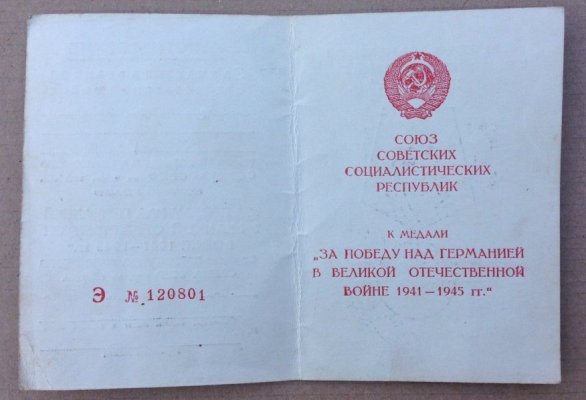 Э № 120801
СОЮЗ
СОВЕТСКИХ
СОЦИАЛИСТИЧЕСКИХ
РЕСПУБЛИК
К МЕДАЛИ
„ЗА ПОБЕДУ НАД ГЕРМАНИЕЙ
В ВЕЛИКОЙ ОТЕЧЕСТВЕННОЙ
ВОЙНЕ 1941 — 1945 гг.“